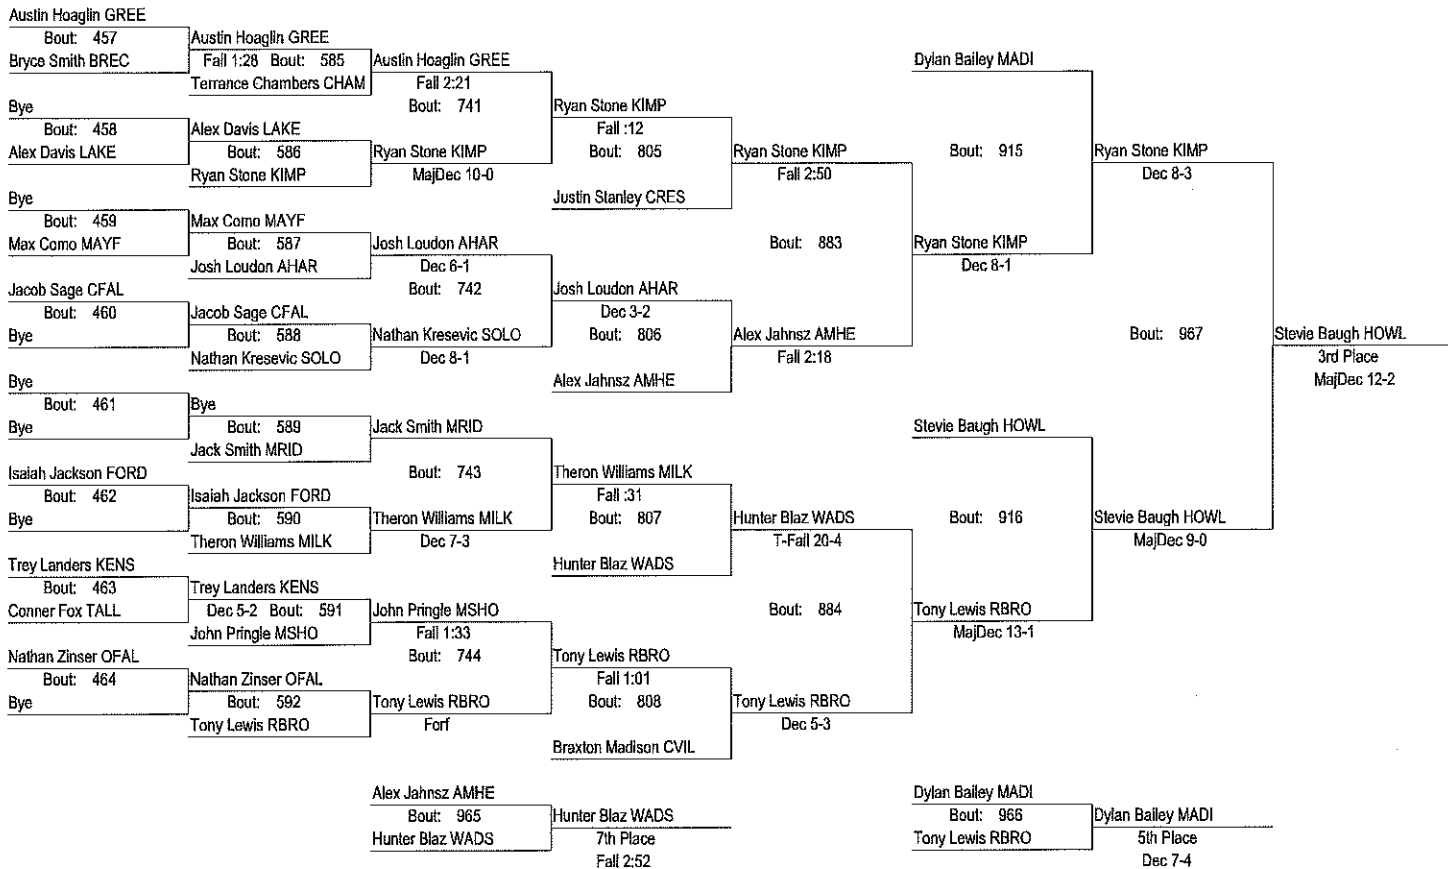 Austin Hoaglin GREE
Bout: 457
Bryce Smith BREC
Bye
Bout: 458
Alex Davis LAKE
Bye
Bout: 459
Max Como MAYF
Jacob Sage CFAL
Bout: 460
Bye
Bye
Bout: 461
Bye
Isaiah Jackson FORD
Bout: 462
Bye
Trey Landers KENS
Bout: 463
Conner Fox TALL
Nathan Zinser OFAL
Bout: 464
Bye
Austin Hoaglin GREE
Fall 1:28 Bout: 585
Terrance Chambers CHAM
Alex Davis LAKE
Bout: 586
Ryan Stone KIMP
Max Como MAYF
Bout: 587
Josh Loudon AHAR
Jacob Sage CFAL
Bout: 588
Nathan Kresevic SOLO
Bye
Bout: 589
Jack Smith MRID
Isaiah Jackson FORD
Bout: 590
Theron Williams MILK
Trey Landers KENS
Dec 5-2 Bout: 591
John Pringle MSHO
Nathan Zinser OFAL
Bout: 592
Tony Lewis RBRO
Austin Hoaglin GREE
Fall 2:21
Bout: 741
Ryan Stone KIMP
MajDec 10-0
Josh Loudon AHAR
Dec 6-1
Bout: 742
Nathan Kresevic SOLO
Dec 8-1
Jack Smith MRID
Bout: 743
Theron Williams MILK
Dec 7-3
John Pringle MSHO
Fall 1:33
Bout: 744
Tony Lewis RBRO
Forf
Ryan Stone KIMP
Fall :12
Bout: 805
Justin Stanley CRES
Josh Loudon AHAR
Dec 3-2
Bout: 806
Alex Jahnsz AMHE
Theron Williams MILK
Fall :31
Bout: 807
Hunter Blaz WADS
Tony Lewis RBRO
Fall 1:01
Bout: 808
Braxton Madison CVIL
Ryan Stone KIMP
Fall 2:50
Bout: 883
Alex Jahnsz AMHE
Fall 2:18
Hunter Blaz WADS
T-Fall 20-4
Bout: 884
Tony Lewis RBRO
Dec 5-3
Dylan Bailey MADI
Bout: 915
Ryan Stone KIMP
Dec 8-1
Stevie Baugh HOWL
Bout: 916
Tony Lewis RBRO
MajDec 13-1
Ryan Stone KIMP
Dec 8-3
Bout: 967
Stevie Baugh HOWL
MajDec 9-0
Stevie Baugh HOWL
3rd Place
MajDec 12-2
Alex Jahnsz AMHE
Bout: 965
Hunter Blaz WADS
Hunter Blaz WADS
7th Place
Fall 2:52
Dylan Bailey MADI
Bout: 966
Tony Lewis RBRO
Dylan Bailey MADI
5th Place
Dec 7-4